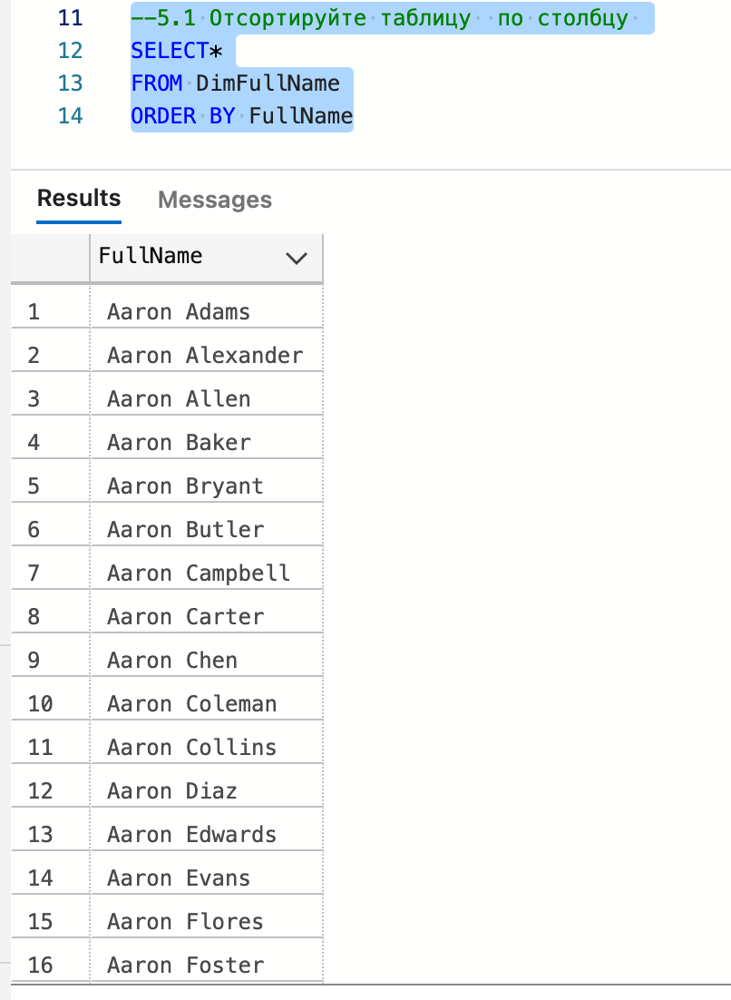 11 --5.1 Отсортируйте таблицу  по столбцу
12 SELECT*
13 FROM DimFullName
14 ORDER BY FullName
Results Messages
FullName
1 Aaron Adams
2 Aaron Alexander
3 Aaron Allen
4 Aaron Baker
5 Aaron Bryant
6 Aaron Butler
7 Aaron Campbell
8 Aaron Carter
9 Aaron Chen
10 Aaron Coleman
11 Aaron Collins
12 Aaron Diaz
13 Aaron Edwards
14 Aaron Evans
15 Aaron Flores
16 Aaron Foster